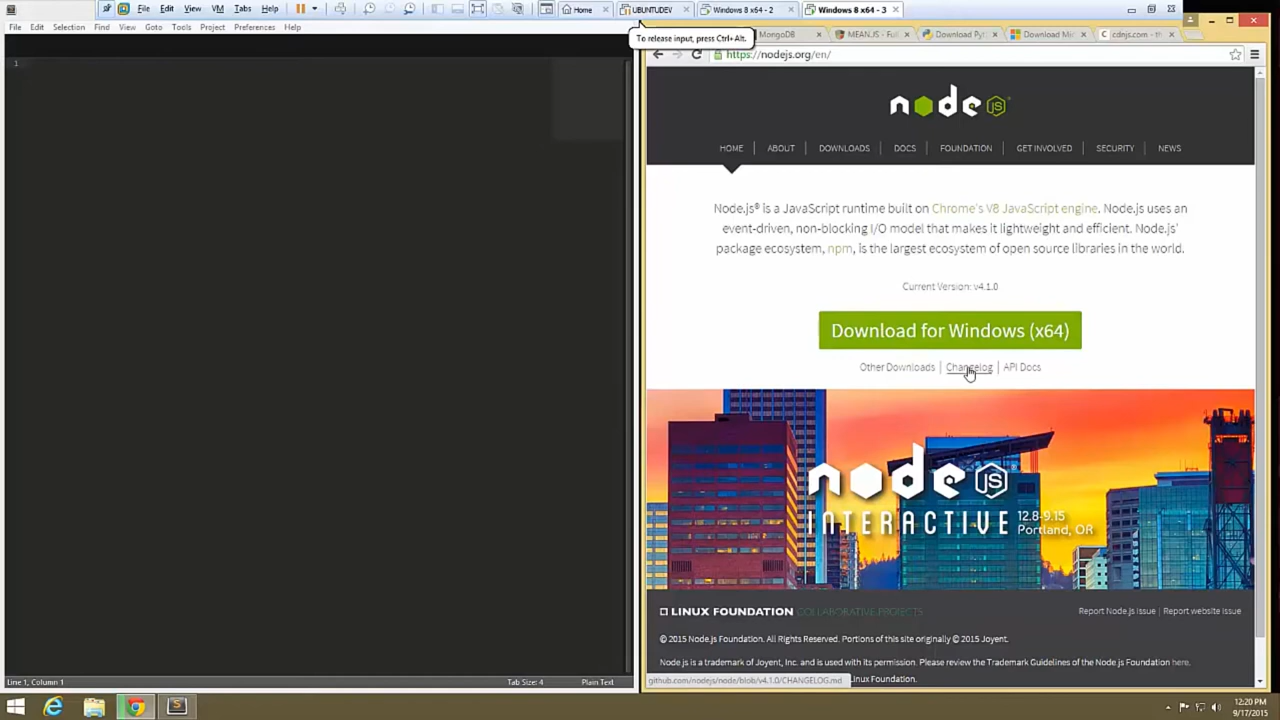 File Edit View VM Tabs Help
Home
UBUNTUDEV
Windows 8 x64 - 2
Windows 8 x64 - 3
File Edit Selection Find View Goto Tools Project Preferences Help
To release input, press Ctrl+Alt.
MongoDB
MEANJS - Ful
Download Pyt
Download Mic
cdnjs.com - th
https://nodejs.org/en/
1
node JS
HOME ABOUT DOWNLOADS DOCS FOUNDATION GET INVOLVED SECURITY NEWS
Node.js® is a JavaScript runtime built on Chrome's V8 JavaScript engine. Node.js uses an
event-driven, non-blocking I/O model that makes it lightweight and efficient. Node.js'
package ecosystem, npm, is the largest ecosystem of open source libraries in the world.
Current Version: v4.1.0
Download for Windows (x64)
Other Downloads | Changelog | API Docs
node JS
INTERACTIVE
12.8-9.15
Portland, OR
LINUX FOUNDATION COLLABORATIVE PROJECTS
Report Node.js issue | Report website issue
© 2015 Node.js Foundation. All Rights Reserved. Portions of this site originally © 2015 Joyent.
Node.js is a trademark of Joyent, Inc. and is used with its permission. Please review the Trademark Guidelines of the Node.js Foundation here.
github.com/nodejs/node/blob/v4.1.0/CHANGELOG.md
Linux Foundation.
Line 1, Column 1
Tab Size: 4
Plain Text
12:20 PM
9/17/2015